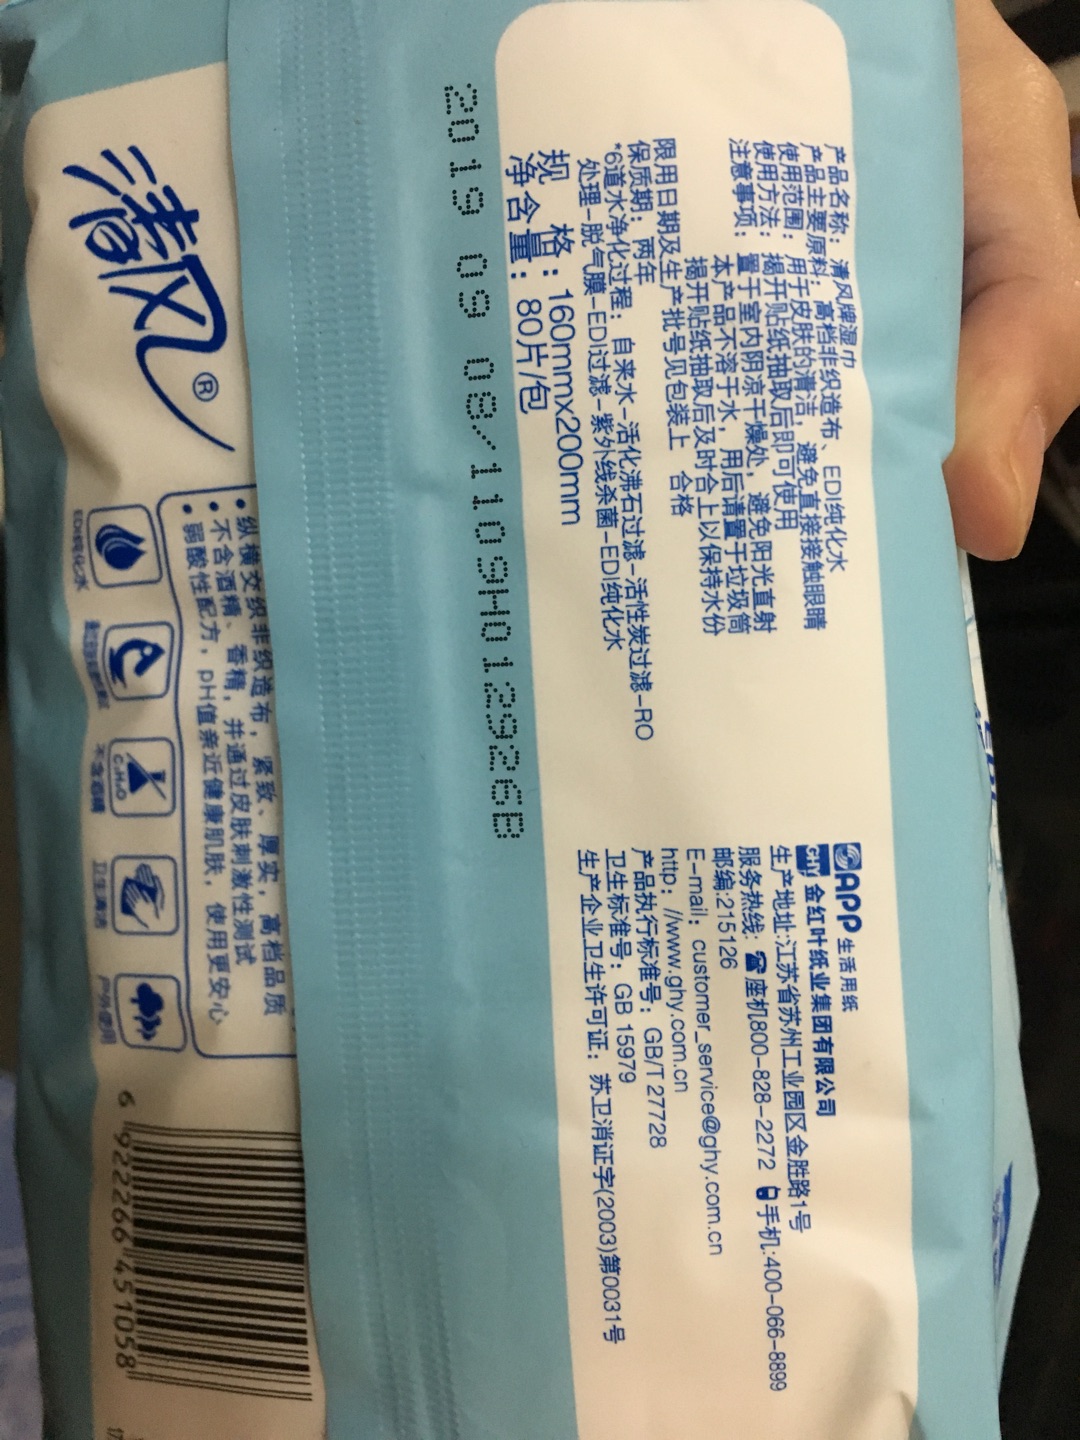 产品名称：清风牌湿巾
产品主要原料：高档非织造布、EDI纯化水
使用范围：用于皮肤的清洁，避免直接接触眼睛
使用方法：揭开贴纸抽取后即可使用
注意事项：置于室内阴凉干燥处，避免阳光直射
本产品不溶于水，用后请置于垃圾筒
揭开贴纸抽取后及时合上以保持水份
限用日期及生产批号见包装上 合格
保质期：两年
*6道水净化过程：自来水-活化沸石过滤-活性炭过滤-RO
处理-脱气膜-EDI过滤-紫外线杀菌-EDI纯化水
规 格：160mmx200mm
净含量：80片/包
APP 生活用纸
GHY 金红叶纸业集团有限公司
生产地址:江苏省苏州工业园区金胜路1号
服务热线: ☎座机800-828-2272 手机:400-066-8899
邮编:215126
E-mail：customer_service@ghy.com.cn
http：//www.ghy.com.cn
产品执行标准号：GB/T 27728
卫生标准号：GB 15979
生产企业卫生许可证：苏卫消证字(2003)第0031号
2019 09 08/1109H012926B
清风®
•纵横交织非织造布，紧致、厚实，高档品质
•不含酒精、香精，并通过皮肤刺激性测试
•弱酸性配方，pH值亲近健康肌肤，使用更安心
EDI纯化水
C₂H₆O
不含酒精
卫生清洁
户外使用
6 922266 451058